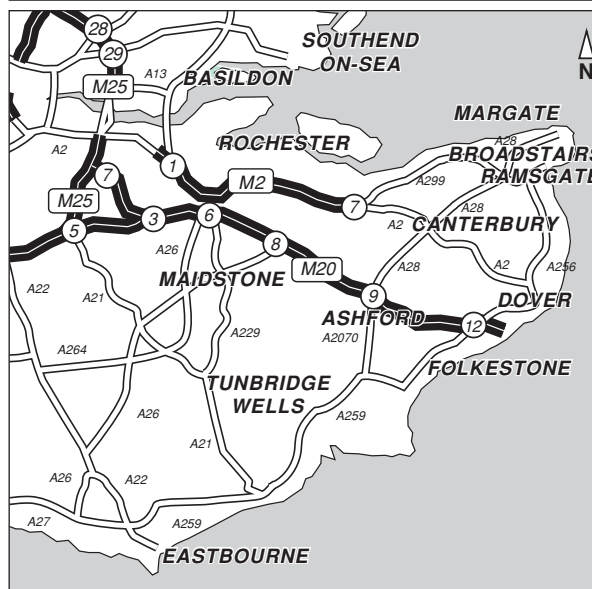 28
SOUTHEND
ON-SEA
29
A13
BASILDON
N
M25
MARGATE
ROCHESTER
A28
A2
BROADSTAIRS
1
RAMSGATE
7
M2
A299
M25
7
A28
3
6
A2
CANTERBURY
5
A26
8
MAIDSTONE
M20
A28
A2
A256
A22
A21
9
DOVER
ASHFORD
12
A229
A2070
A264
FOLKESTONE
TUNBRIDGE
WELLS
A26
A259
A21
A26
A22
A27
A259
EASTBOURNE